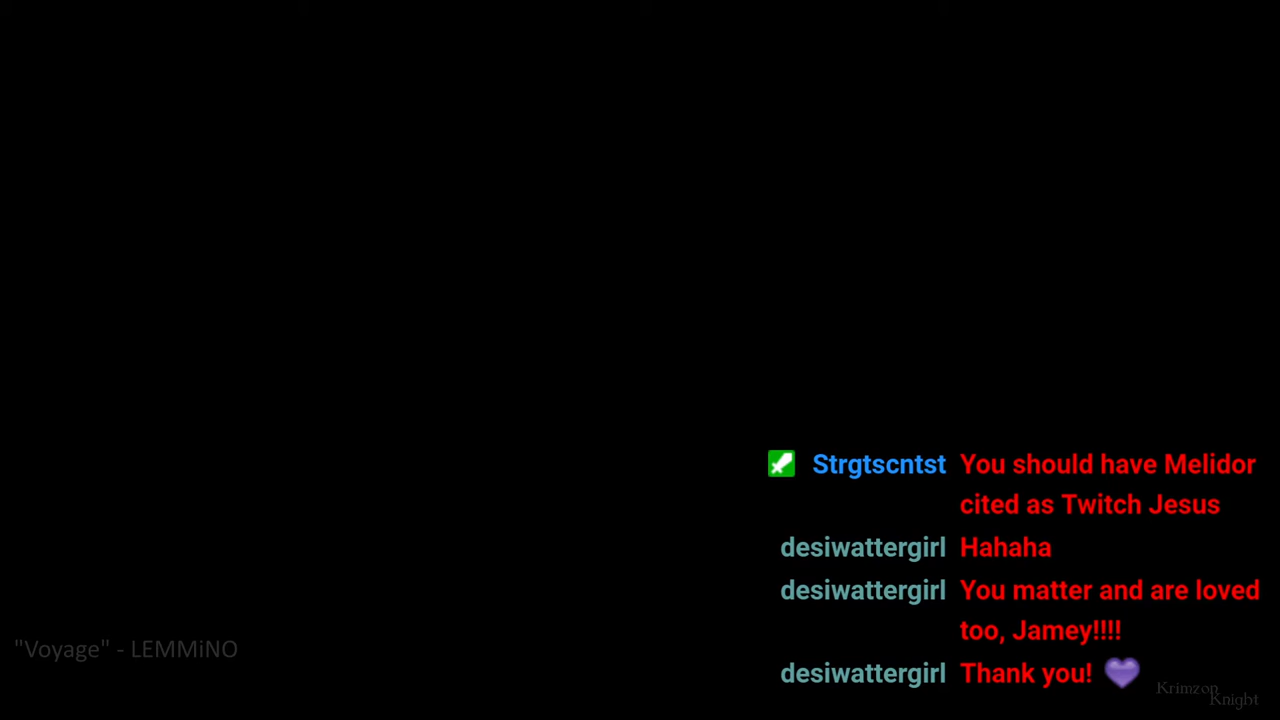 Strgtscntst You should have Melidor
cited as Twitch Jesus
desiwattergirl Hahaha
desiwattergirl You matter and are loved
too, Jamey!!!!
desiwattergirl Thank you!
"Voyage" - LEMMiNO
Krimzon
Knight